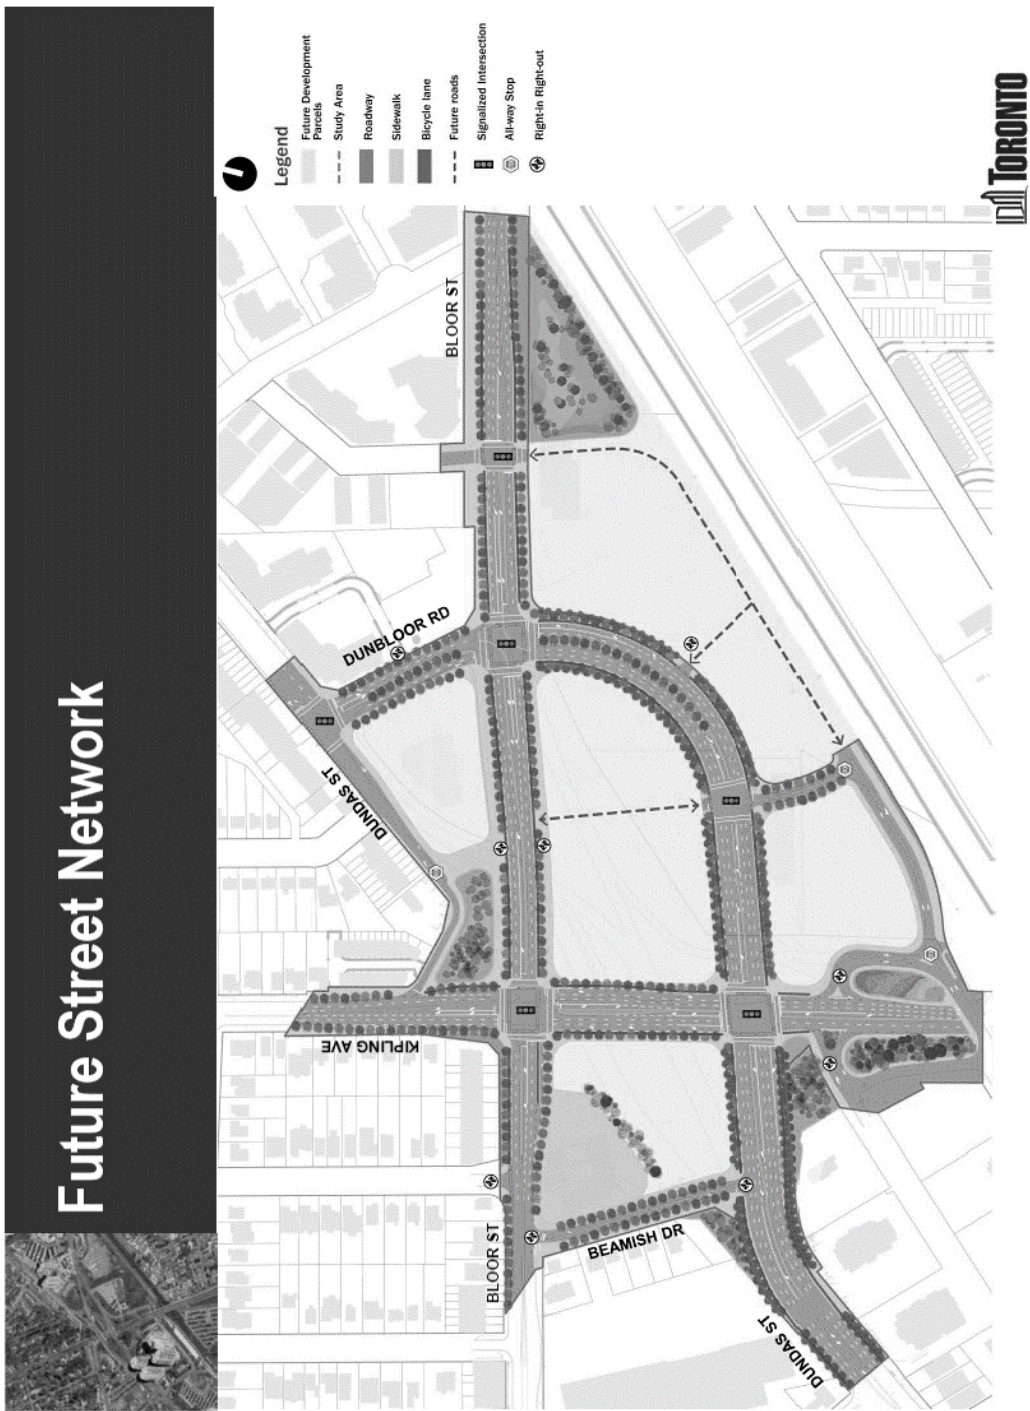 Future Street Network
Legend
Future Development
Parcels
Study Area
Roadway
Sidewalk
Bicycle lane
Future roads
Signalized Intersection
All-way Stop
Right-in Right-out
BLOOR ST
DUNBLOOR RD
DUNDAS ST
KIPLING AVE
BLOOR ST
BEAMISH DR
DUNDAS ST
TORONTO